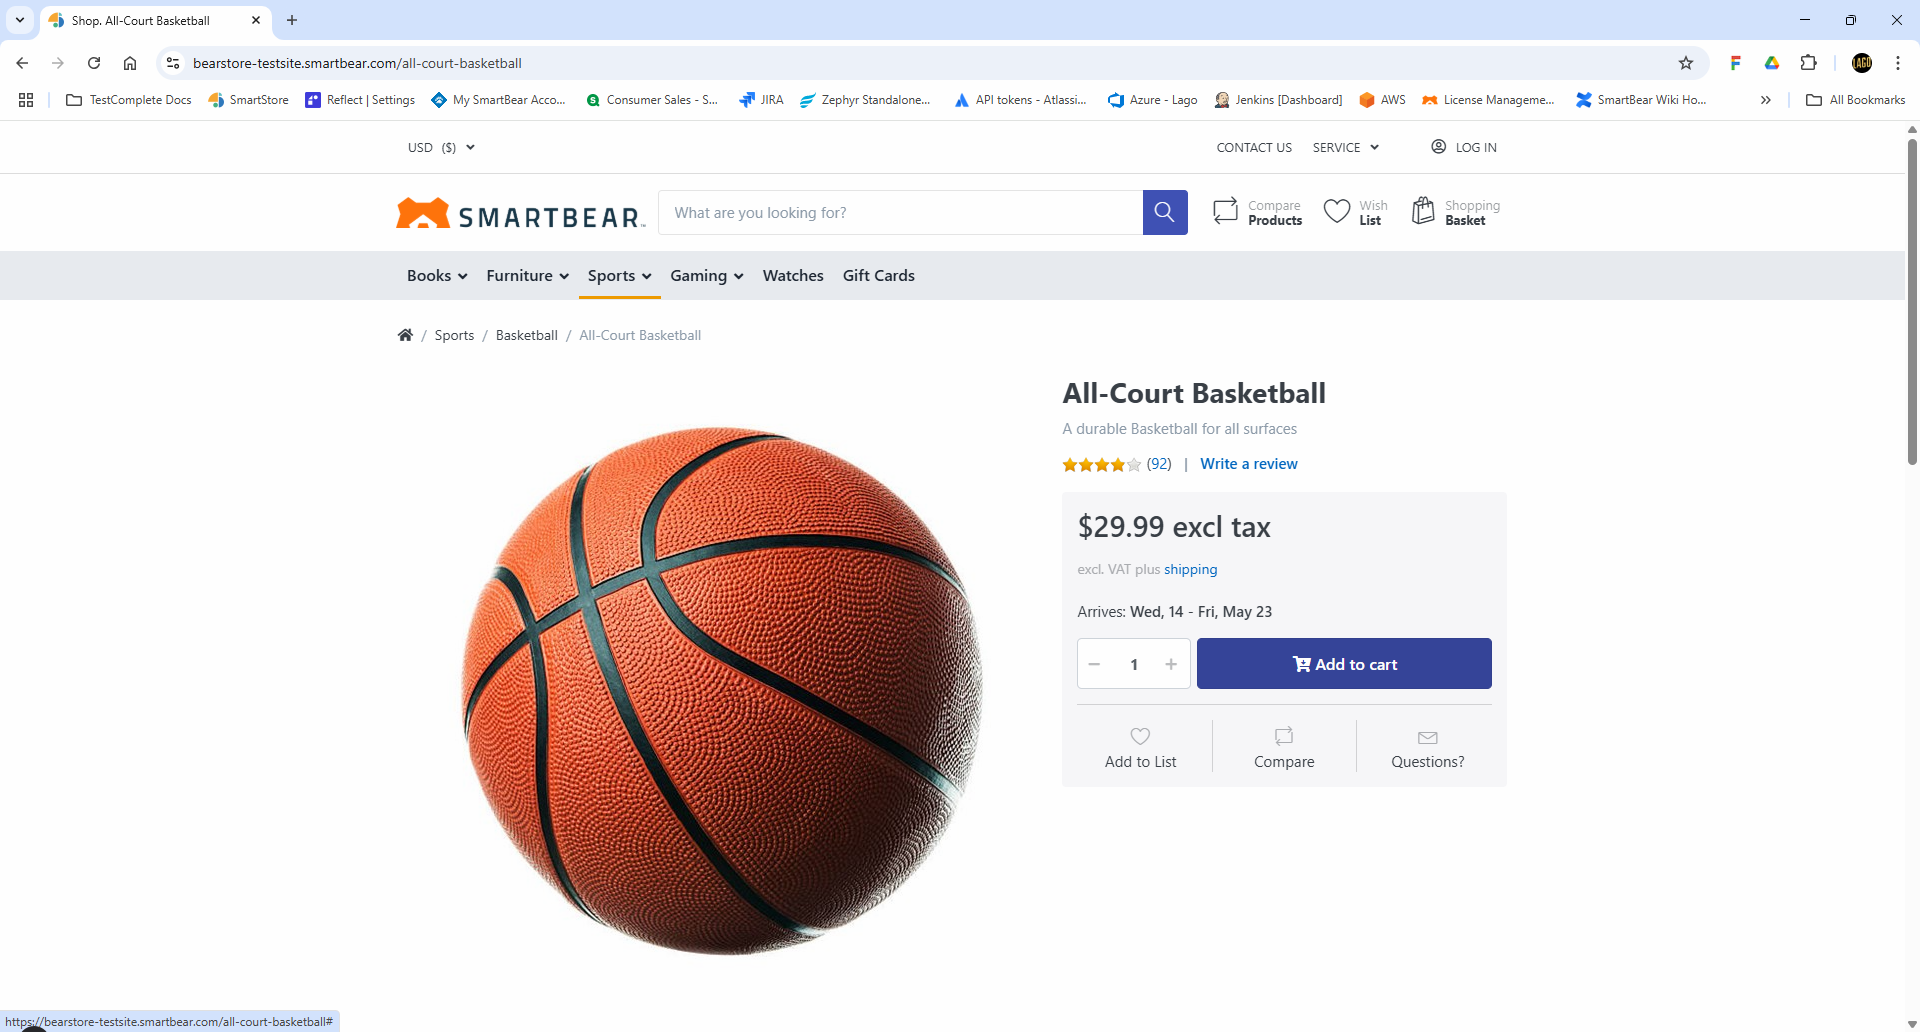 Shop. All-Court Basketball
bearstore-testsite.smartbear.com/all-court-basketball
TestComplete Docs SmartStore Reflect | Settings My SmartBear Acco... Consumer Sales - S... JIRA Zephyr Standalone... API tokens - Atlassi... Azure - Lago Jenkins [Dashboard] AWS License Manageme... SmartBear Wiki Ho... All Bookmarks
USD ($) CONTACT US SERVICE LOG IN
SMARTBEAR
What are you looking for?
Compare Products
Wish List
Shopping Basket
Books Furniture Sports Gaming Watches Gift Cards
/ Sports / Basketball / All-Court Basketball
All-Court Basketball
A durable Basketball for all surfaces
(92) | Write a review
$29.99 excl tax
excl. VAT plus shipping
Arrives: Wed, 14 - Fri, May 23
1 Add to cart
Add to List Compare Questions?
https://bearstore-testsite.smartbear.com/all-court-basketball#